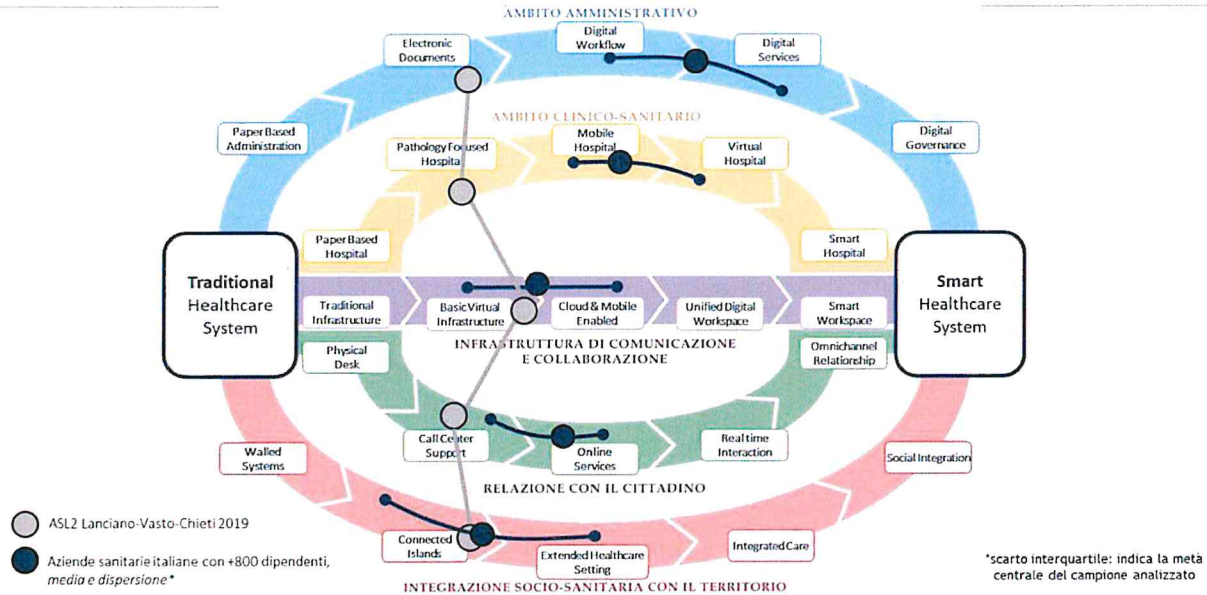 ÀMBITO AMMINISTRATIVO
Electronic
Documents
Digital
Workflow
Digital
Services
Paper Based
Administration
Digital
Governance
AMBITO CLINICO-SANITARIO
Pathology Focused
Hospital
Mobile
Hospital
Virtual
Hospital
Paper Based
Hospital
Smart
Hospital
Traditional
Healthcare
System
Smart
Healthcare
System
Traditional
Infrastructure
Basic Virtual
Infrastructure
Cloud & Mobile
Enabled
Unified Digital
Workspace
Smart
Workspace
INFRASTRUTTURA DI COMUNICAZIONE
E COLLABORAZIONE
Physical
Desk
Omnichannel
Relationship
Call Center
Support
Online
Services
Real time
Interaction
Walled
Systems
Social Integration
RELAZIONE CON IL CITTADINO
Connected
Islands
Extended Healthcare
Setting
Integrated Care
INTEGRAZIONE SOCIO-SANITARIA CON IL TERRITORIO
ASL2 Lanciano-Vasto-Chieti 2019
Aziende sanitarie italiane con +800 dipendenti,
media e dispersione*
*scarto interquartile: indica la metà
centrale del campione analizzato